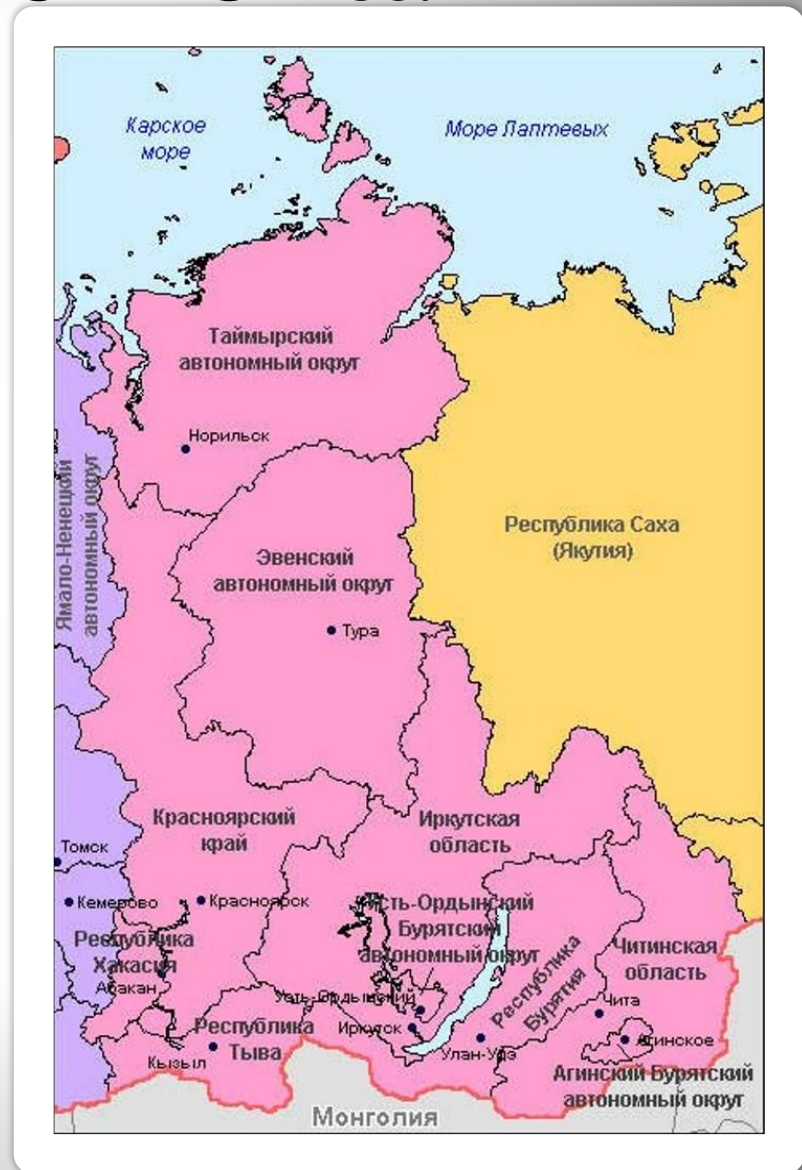 Карское
море
Море Лаптевых
Таймырский
автономный округ
Норильск
Ямало-Ненецкий
автономный округ
Эвенский
автономный округ
Тура
Республика Саха
(Якутия)
Красноярский
край
Иркутская
область
Томск
Кемерово
Красноярск
Усть-Ордынский
Бурятский
автономный округ
Республика
Хакасия
Абакан
Читинская
область
Республика
Бурятия
Усть-Ордынский
Чита
Республика
Тыва
Иркутск
Агинское
Кызыл
Улан-Удэ
Агинский Бурятский
автономный округ
Монголия